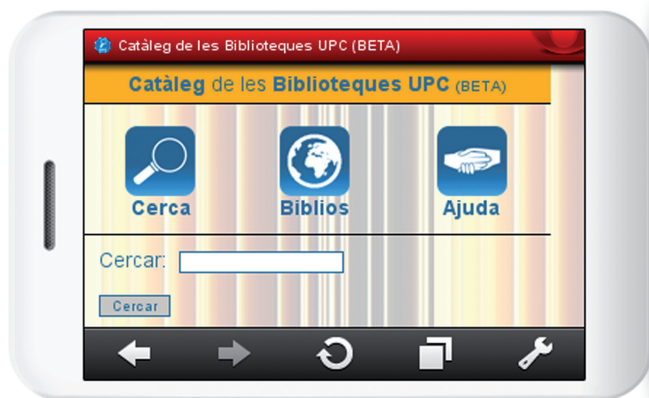 Catàleg de les Biblioteques UPC (BETA)
Catàleg de les Biblioteques UPC (BETA)
Cerca Biblios Ajuda
Cercar:
Cercar